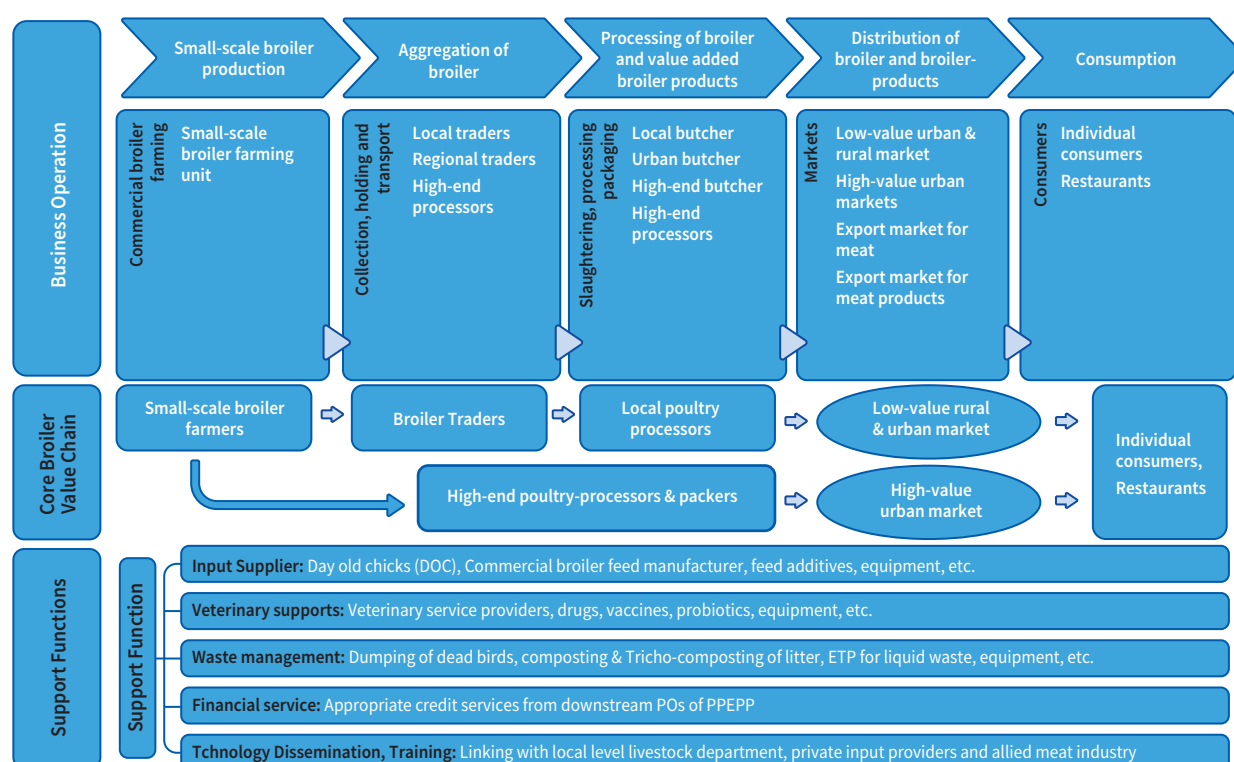 Small-scale broiler
production
Aggregation of
broiler
Processing of broiler
and value added
broiler products
Distribution of
broiler and broiler-
products
Consumption
Business Operation
Commercial broiler
farming
Small-scale
broiler farming
unit
Collection, holding and
transport
Local traders
Regional traders
High-end
processors
Slaughtering, processing
packaging
Local butcher
Urban butcher
High-end butcher
High-end
processors
Markets
Low-value urban &
rural market
High-value urban
markets
Export market for
meat
Export market for
meat products
Consumers
Individual
consumers
Restaurants
Core Broiler
Value Chain
Small-scale broiler
farmers
Broiler Traders
Local poultry
processors
Low-value rural
& urban market
High-end poultry-processors & packers
High-value
urban market
Individual
consumers,
Restaurants
Support Functions
Support Function
Input Supplier: Day old chicks (DOC), Commercial broiler feed manufacturer, feed additives, equipment, etc.
Veterinary supports: Veterinary service providers, drugs, vaccines, probiotics, equipment, etc.
Waste management: Dumping of dead birds, composting & Tricho-composting of litter, ETP for liquid waste, equipment, etc.
Financial service: Appropriate credit services from downstream POs of PPEPP
Tchnology Dissemination, Training: Linking with local level livestock department, private input providers and allied meat industry